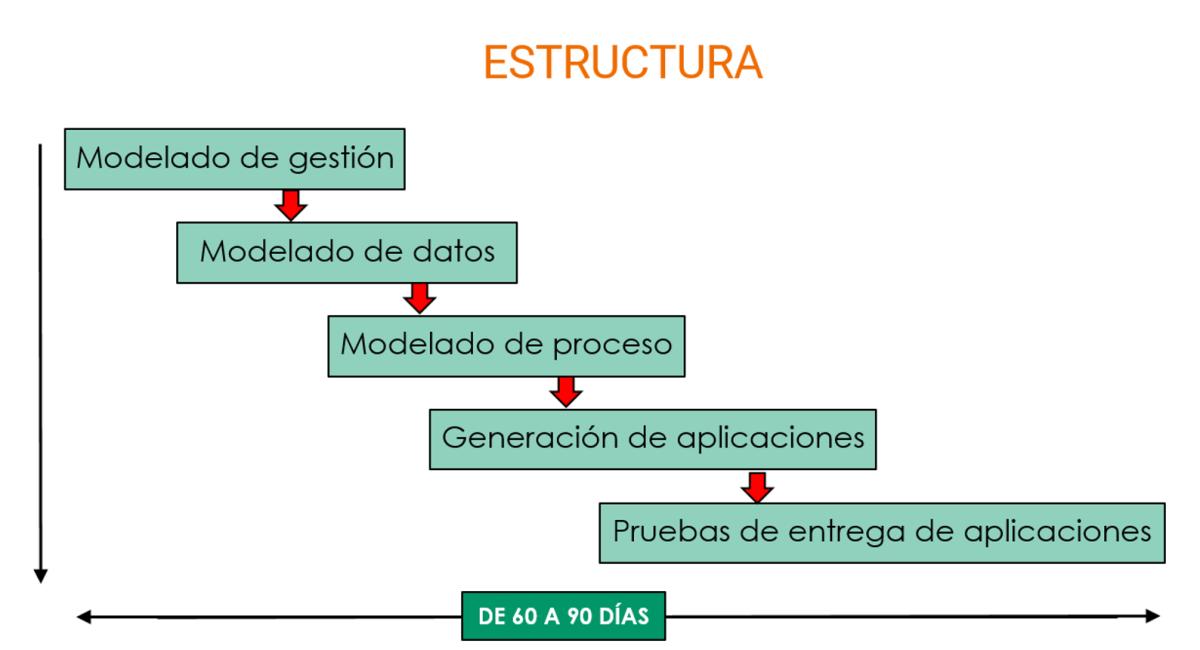 ESTRUCTURA
Modelado de gestión
Modelado de datos
Modelado de proceso
Generación de aplicaciones
Pruebas de entrega de aplicaciones
DE 60 A 90 DÍAS